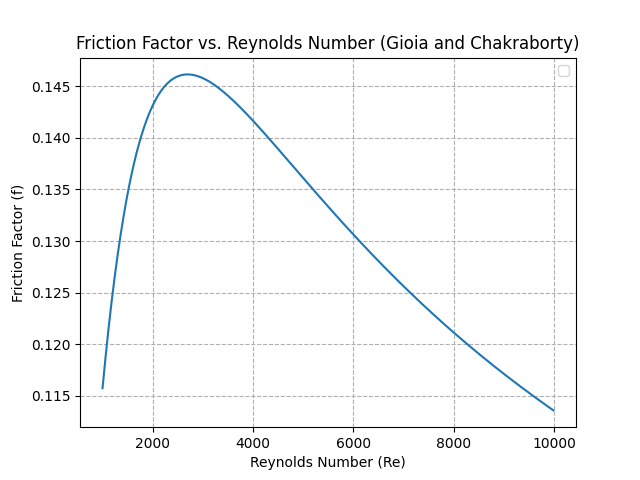 Friction Factor vs. Reynolds Number (Gioia and Chakraborty)
0.145
0.140
0.135
0.130
0.125
0.120
0.115
Friction Factor (f)
2000 4000 6000 8000 10000
Reynolds Number (Re)